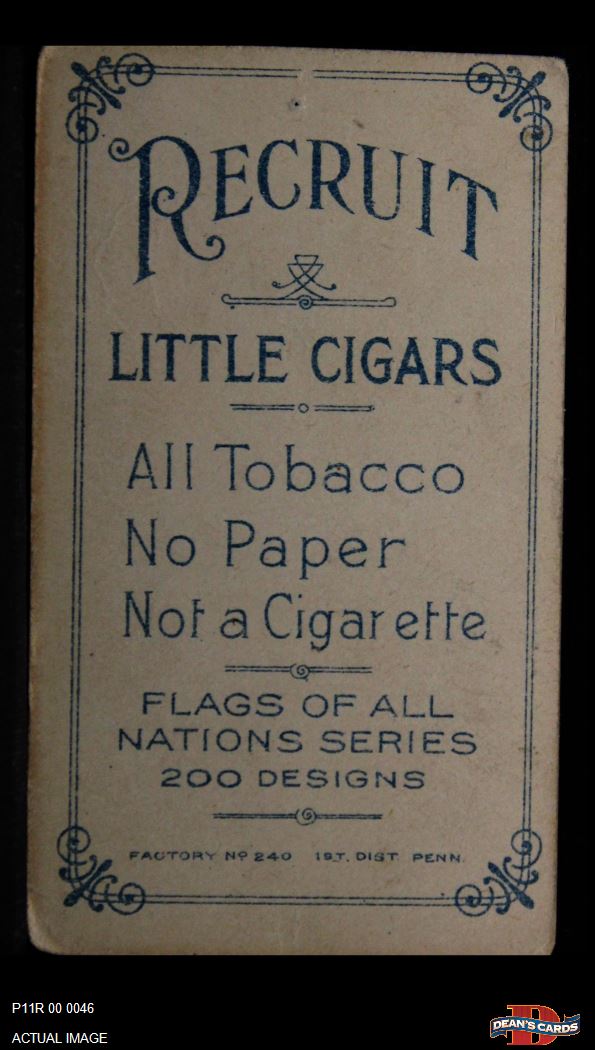 RECRUIT
LITTLE CIGARS
All Tobacco
No Paper
Not a Cigarette
FLAGS OF ALL
NATIONS SERIES
200 DESIGNS
FACTORY Nº 240 1ST. DIST. PENN.
P11R 00 0046
ACTUAL IMAGE
D
DEAN'S CARDS